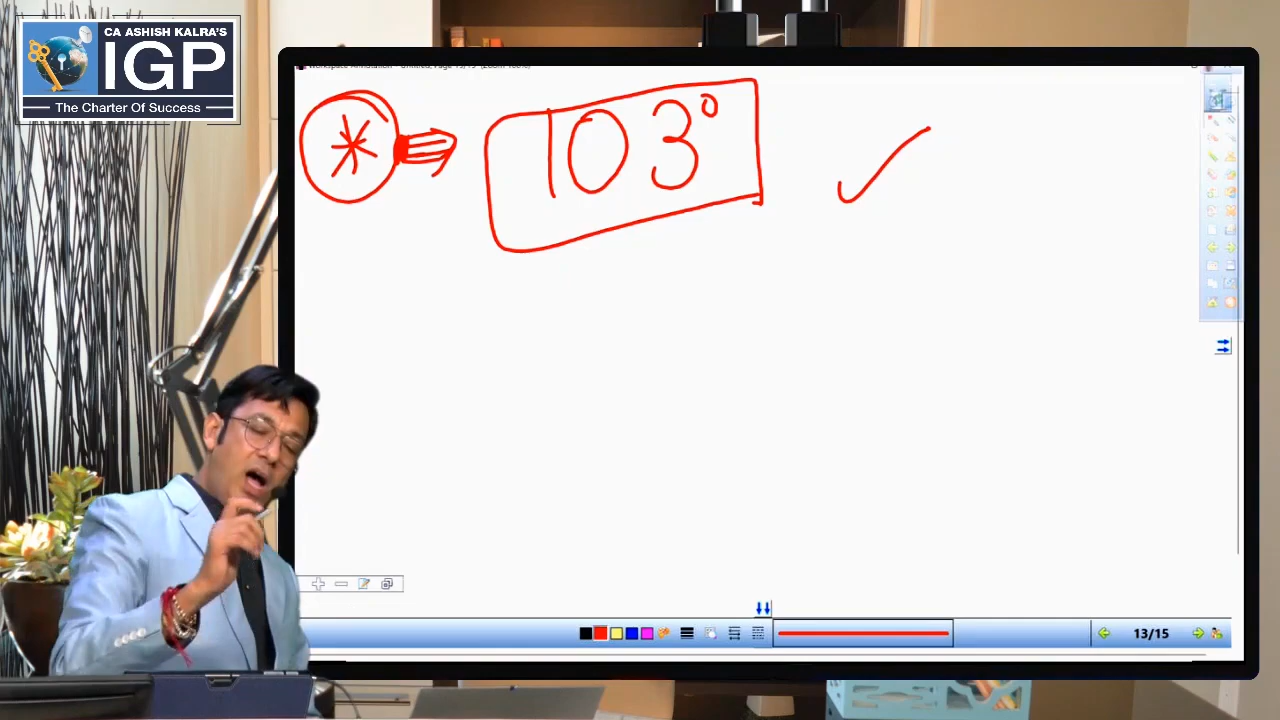 CA ASHISH KALRA'S
IGP
The Charter Of Success
* ⇒ 103°
13/15